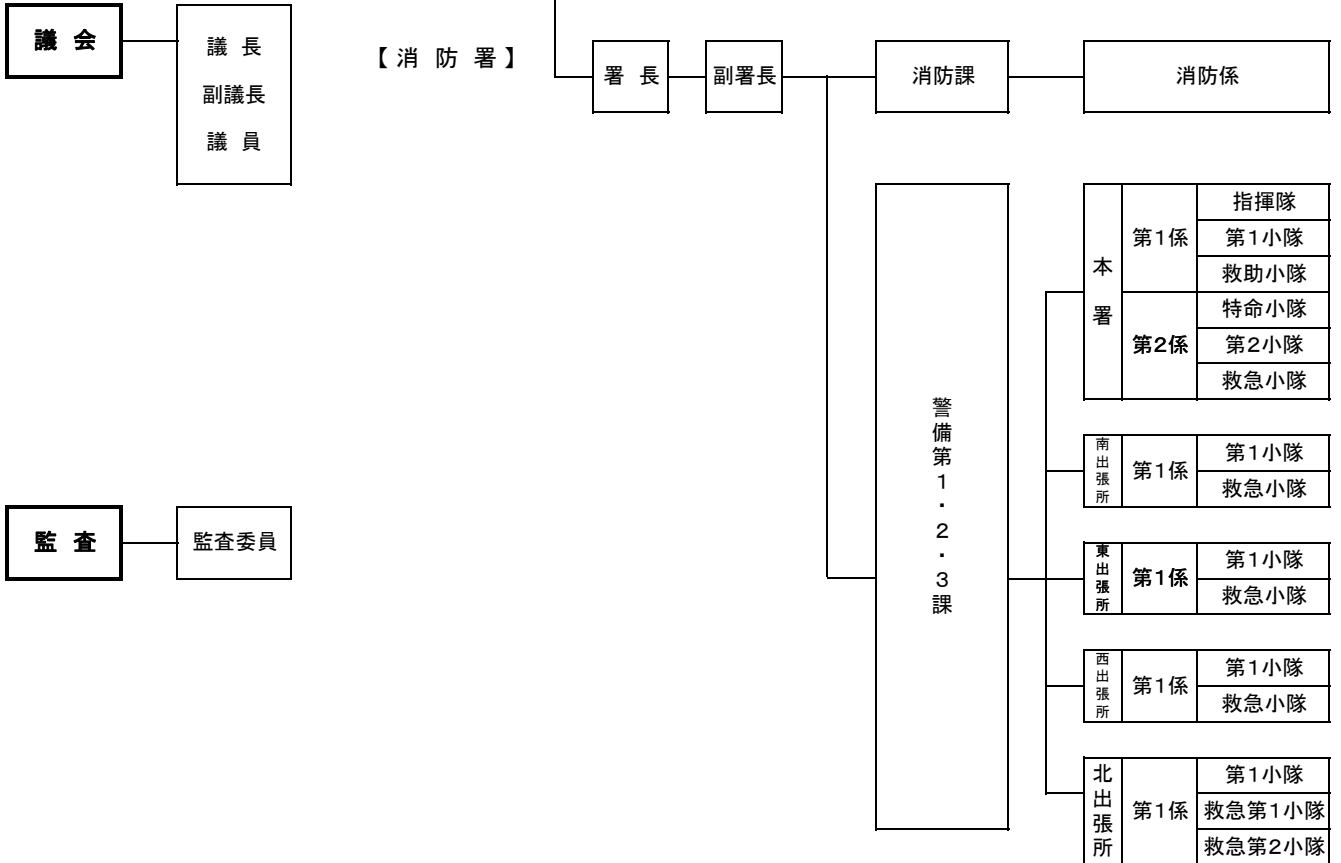 議 会
議 長
副議長
議 員
【 消 防 署 】
署 長
副署長
消防課
消防係
警備第1・2・3課
本署
第1係
指揮隊
第1小隊
救助小隊
第2係
特命小隊
第2小隊
救急小隊
南出張所
第1係
第1小隊
救急小隊
監 査
監査委員
東出張所
第1係
第1小隊
救急小隊
西出張所
第1係
第1小隊
救急小隊
北出張所
第1係
第1小隊
救急第1小隊
救急第2小隊